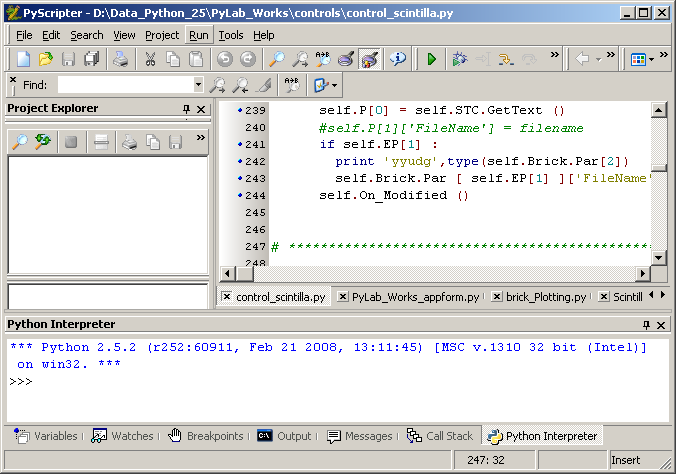 PyScripter - D:\Data_Python_25\PyLab_Works\controls\control_scintilla.py
File Edit Search View Project Run Tools Help
Find:
Project Explorer
239 self.P[0] = self.STC.GetText ()
240 #self.P[1]['FileName'] = filename
241 if self.EP[1] :
242 print 'yyudg',type(self.Brick.Par[2])
243 self.Brick.Par [ self.EP[1] ]['FileName'
244 self.On_Modified ()
245
246
247 # **********************************************
248
control_scintilla.py PyLab_Works_appform.py brick_Plotting.py Scintill
Python Interpreter
*** Python 2.5.2 (r252:60911, Feb 21 2008, 13:11:45) [MSC v.1310 32 bit (Intel)]
on win32. ***
>>>
Variables Watches Breakpoints Output Messages Call Stack Python Interpreter
247: 32 Insert